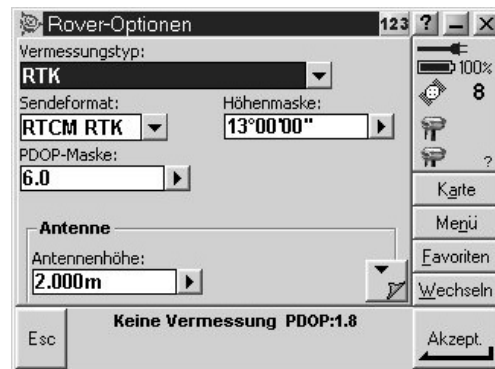 Rover-Optionen 123 ? – X
Vermessungstyp:
RTK
100%
Sendeformat: Höhenmaske:
8
RTCM RTK 13°00'00"
PDOP-Maske:
6.0
?
Karte
Antenne
Menü
Antennenhöhe:
Favoriten
2.000m
Wechseln
Keine Vermessung PDOP:1.8
Esc
Akzept.